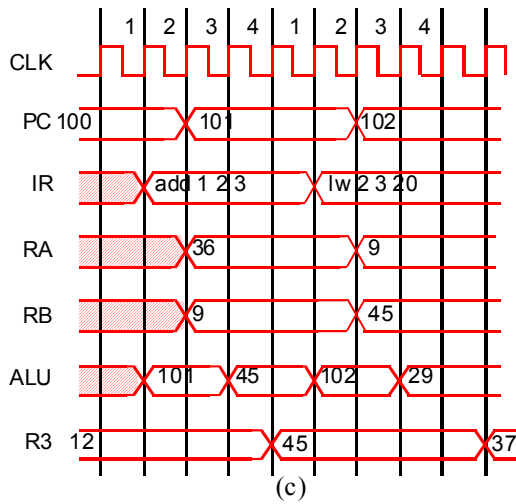 1 2 3 4 1 2 3 4
CLK
PC 100 101 102
IR add 1 2 3 lw 2 3 20
RA 36 9
RB 9 45
ALU 101 45 102 29
R3 12 45 37
(c)